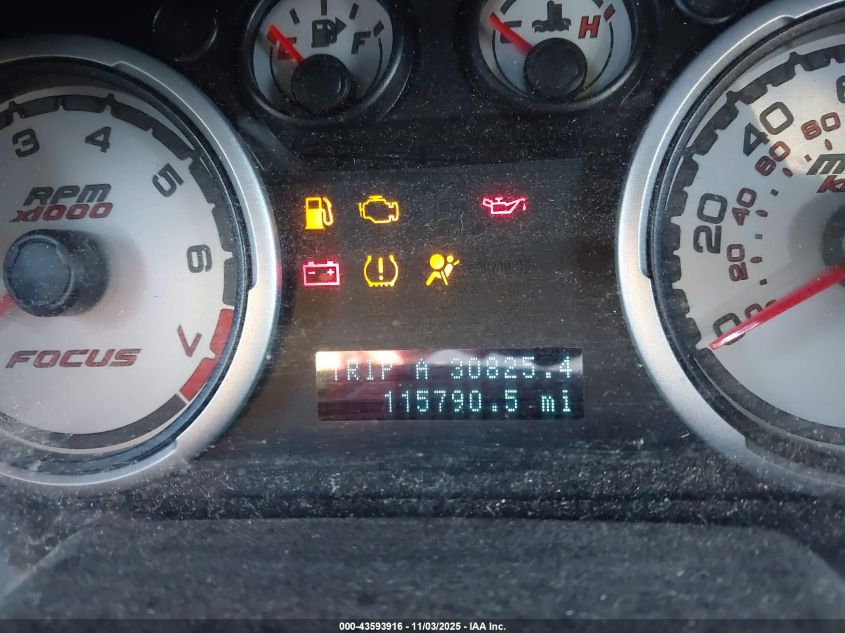 F
H
3 4 5 6 7
RPM
x1000
FOCUS
0 20 40
20 40 60 80
TRIP A 30825.4
115790.5 mi
000-43593916 - 11/03/2025 - IAA Inc.